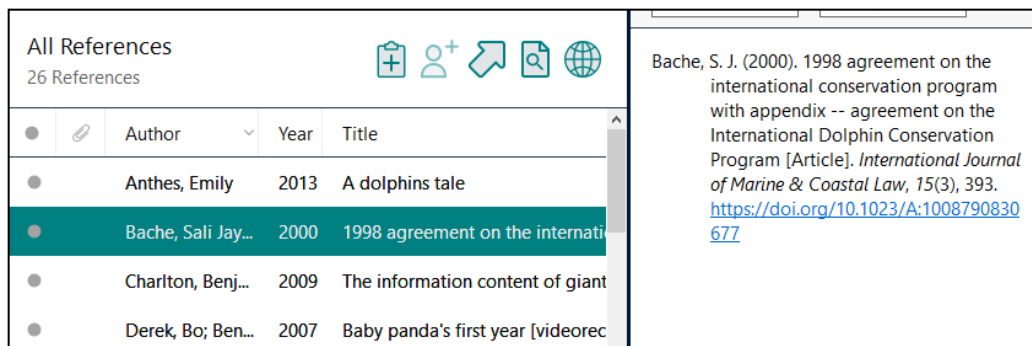 All References
26 References
Author Year Title
Anthes, Emily 2013 A dolphins tale
Bache, Sali Jay... 2000 1998 agreement on the internati
Charlton, Benj... 2009 The information content of giant
Derek, Bo; Ben... 2007 Baby panda's first year [videorec
Bache, S. J. (2000). 1998 agreement on the
international conservation program
with appendix -- agreement on the
International Dolphin Conservation
Program [Article]. International Journal
of Marine & Coastal Law, 15(3), 393.
https://doi.org/10.1023/A:1008790830
677